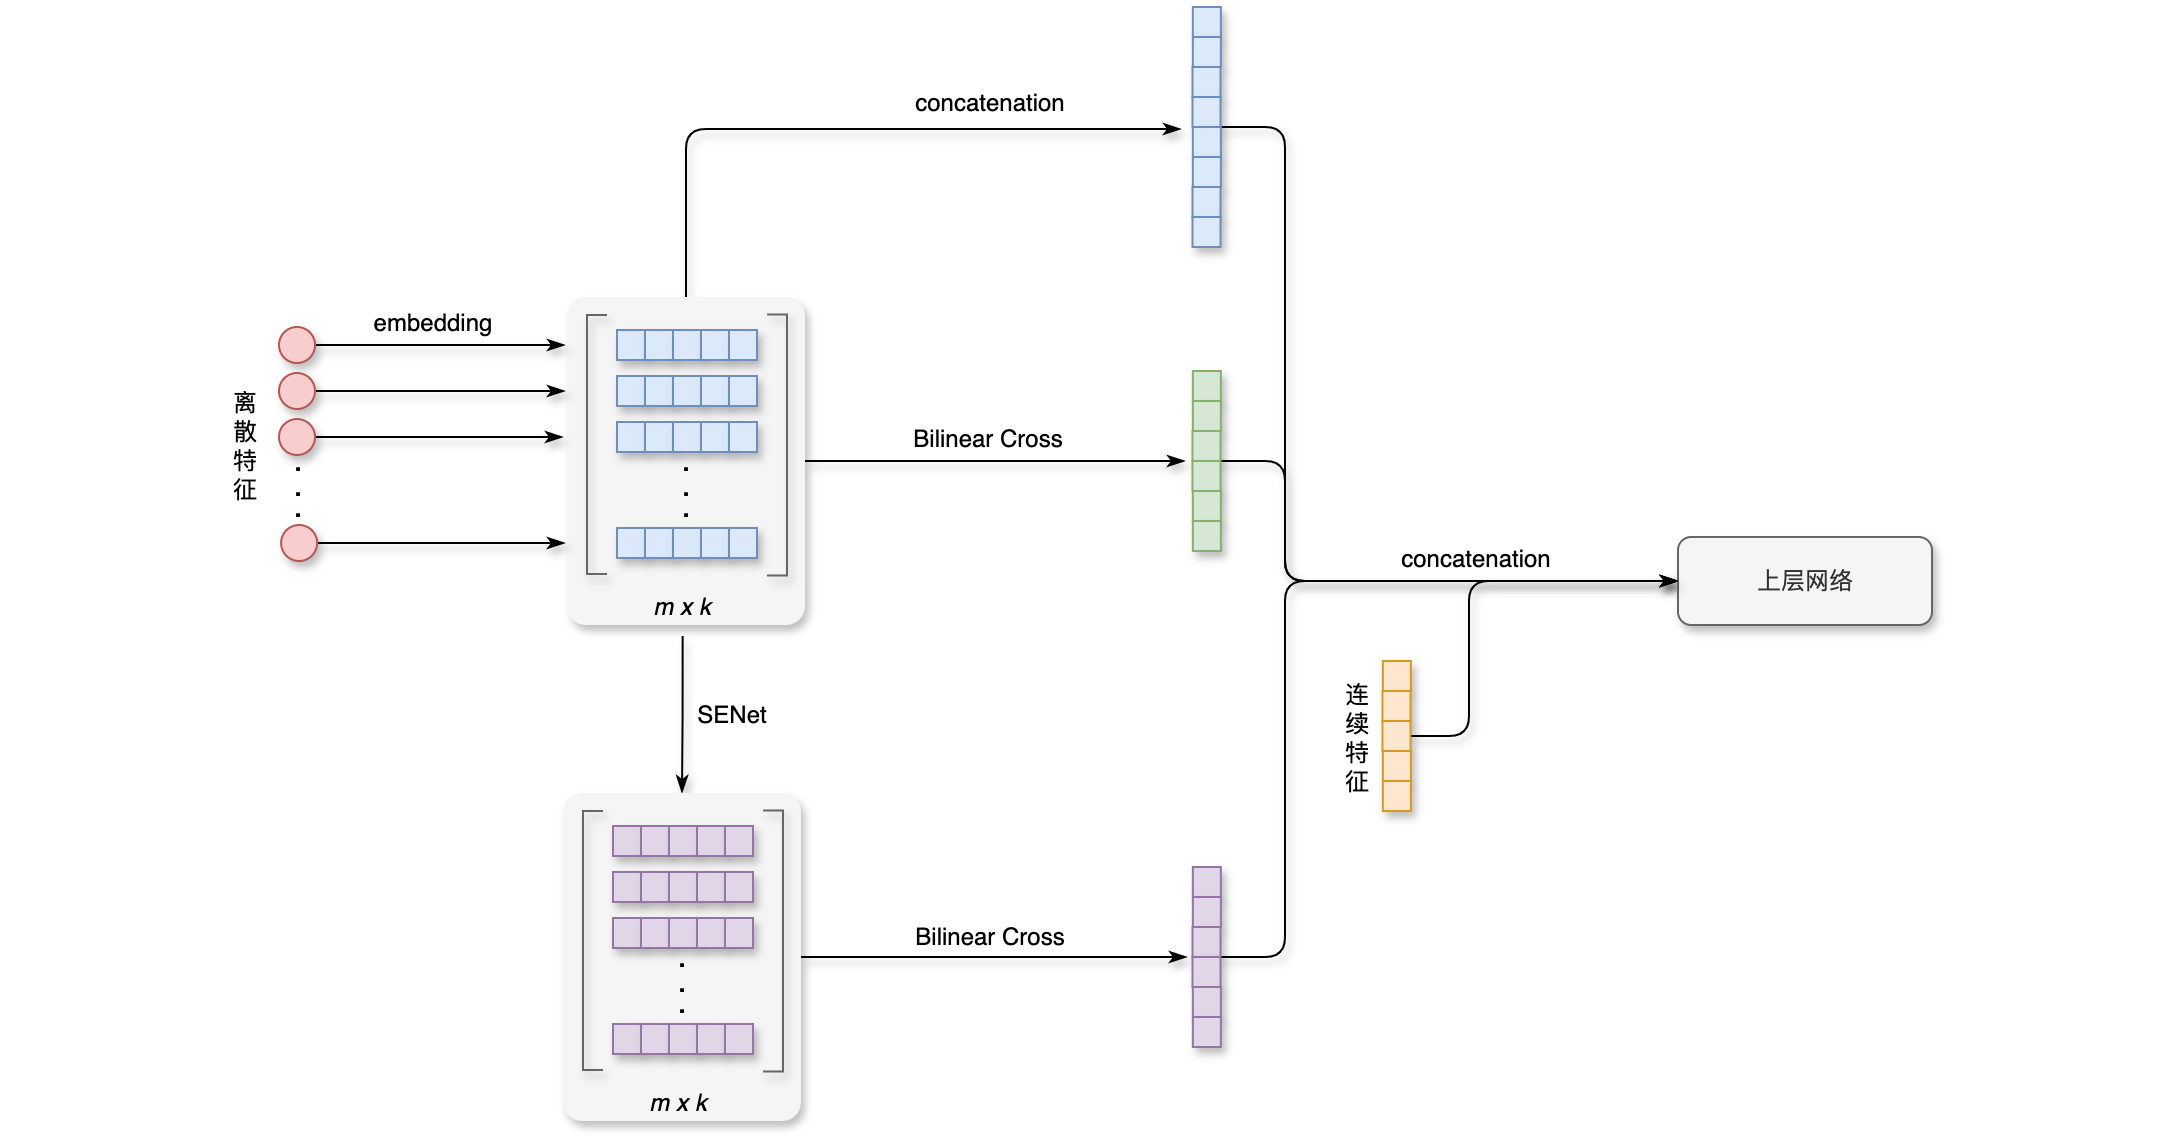 concatenation
embedding
离散特征
Bilinear Cross
m x k
concatenation
上层网络
SENet
连续特征
Bilinear Cross
m x k